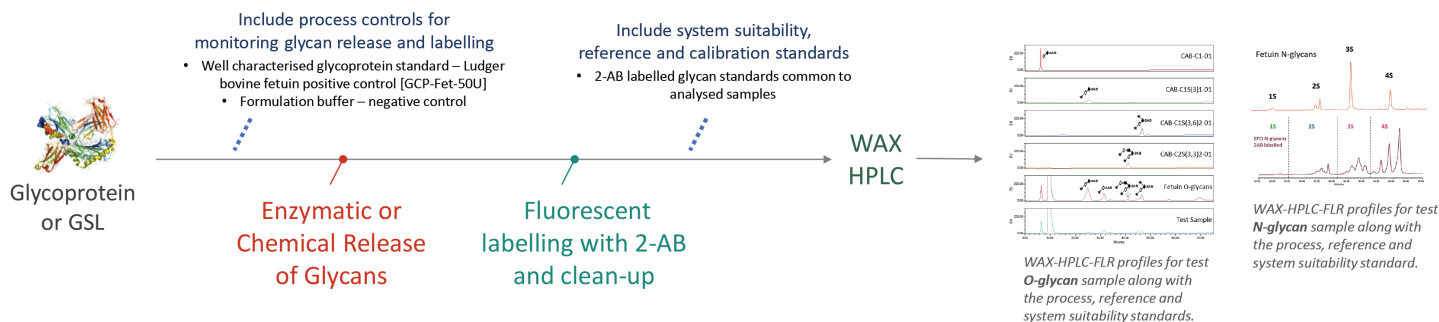 Include process controls for
monitoring glycan release and labelling
• Well characterised glycoprotein standard – Ludger
bovine fetuin positive control [GCP-Fet-50U]
• Formulation buffer – negative control
Include system suitability,
reference and calibration standards
• 2-AB labelled glycan standards common to
analysed samples
Glycoprotein
or GSL
Enzymatic or
Chemical Release
of Glycans
Fluorescent
labelling with 2-AB
and clean-up
WAX
HPLC
CAB-C1-01
CAB-C1S(3)1-01
CAB-C1S(3,6)2-01
CAB-C2S(3,3)2-01
Fetuin O-glycans
Test Sample
Minutes
WAX-HPLC-FLR profiles for test
O-glycan sample along with
the process, reference and
system suitability standards.
Fetuin N-glycans
1S
2S
3S
4S
1S
2S
3S
4S
EPO N-glycans
2AB labelled
WAX-HPLC-FLR profiles for test
N-glycan sample along with
the process, reference and
system suitability standard.